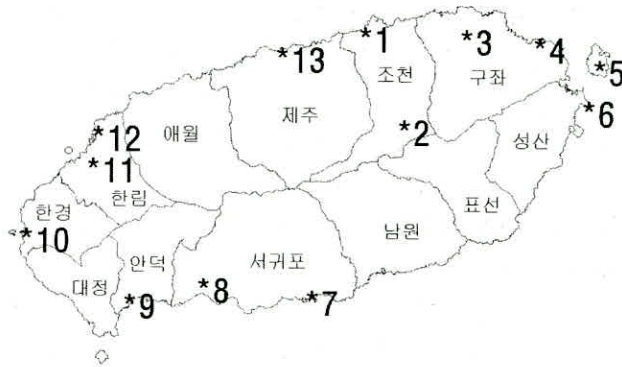 *1
*13
*3
*4
조천
구좌
*5
제주
*6
*12
애월
*2
성산
*11
한림
한경
표선
*10
남원
안덕
서귀포
대정
*8
*9
*7